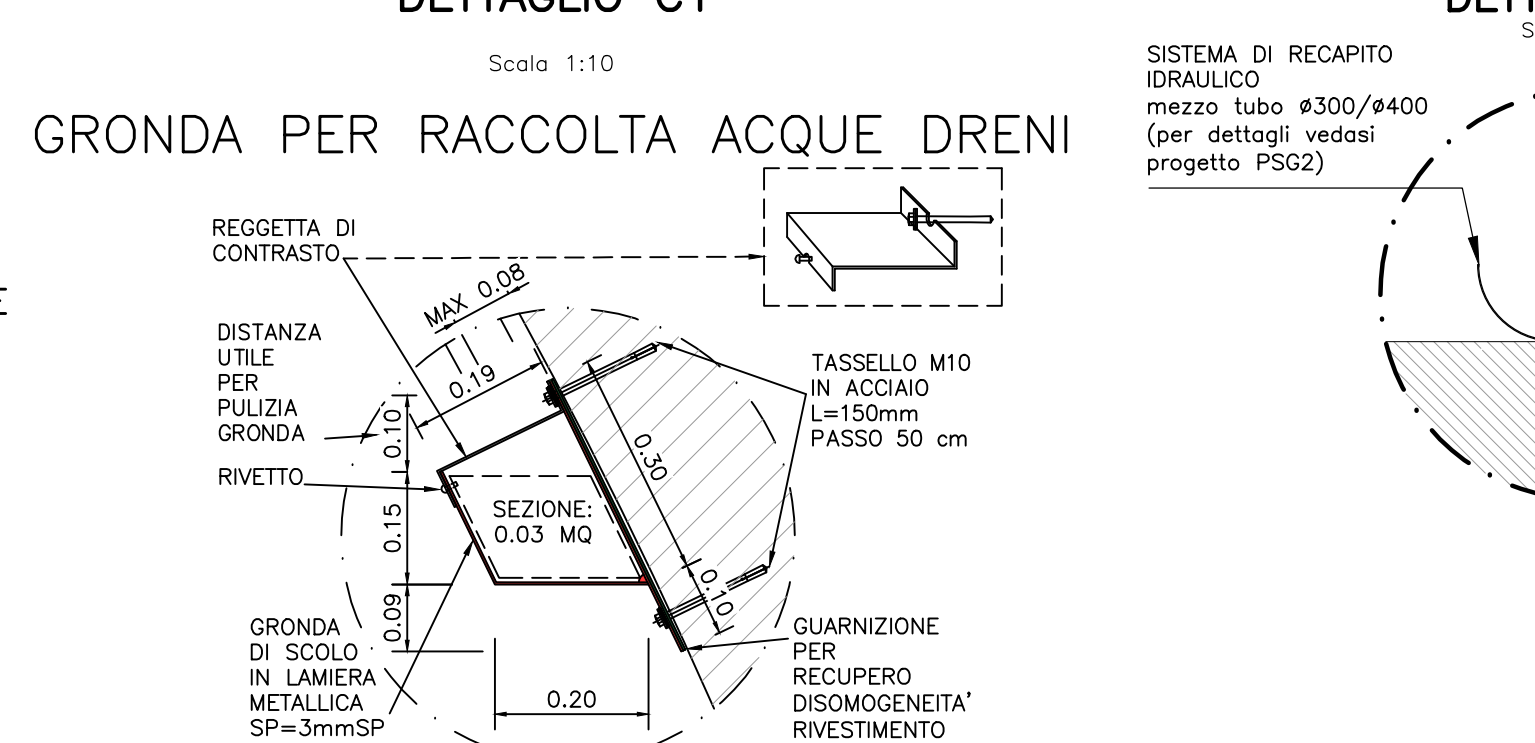 DETTAGLIO C1
Scala 1:10
GRONDA PER RACCOLTA ACQUE DRENI
REGGETTA DI
CONTRASTO
MAX 0.08
DISTANZA
UTILE
PER
PULIZIA
GRONDA
RIVETTO
0.19
0.10
0.15
0.09
0.30
0.10
0.20
SEZIONE:
0.03 MQ
TASSELLO M10
IN ACCIAIO
L=150mm
PASSO 50 cm
GRONDA
DI SCOLO
IN LAMIERA
METALLICA
SP=3mmSP
GUARNIZIONE
PER
RECUPERO
DISOMOGENEITA'
RIVESTIMENTO
SISTEMA DI RECAPITO
IDRAULICO
mezzo tubo ø300/ø400
(per dettagli vedasi
progetto PSG2)